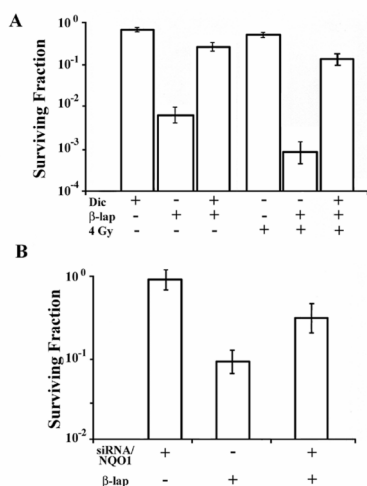 A
Surviving Fraction
10⁰
10⁻¹
10⁻²
10⁻³
10⁻⁴
Dic + - + - - +
β-lap - + + - + +
4 Gy - - - + + +
B
Surviving Fraction
10⁰
10⁻¹
10⁻²
siRNA/
NQO1 + - +
β-lap - + +